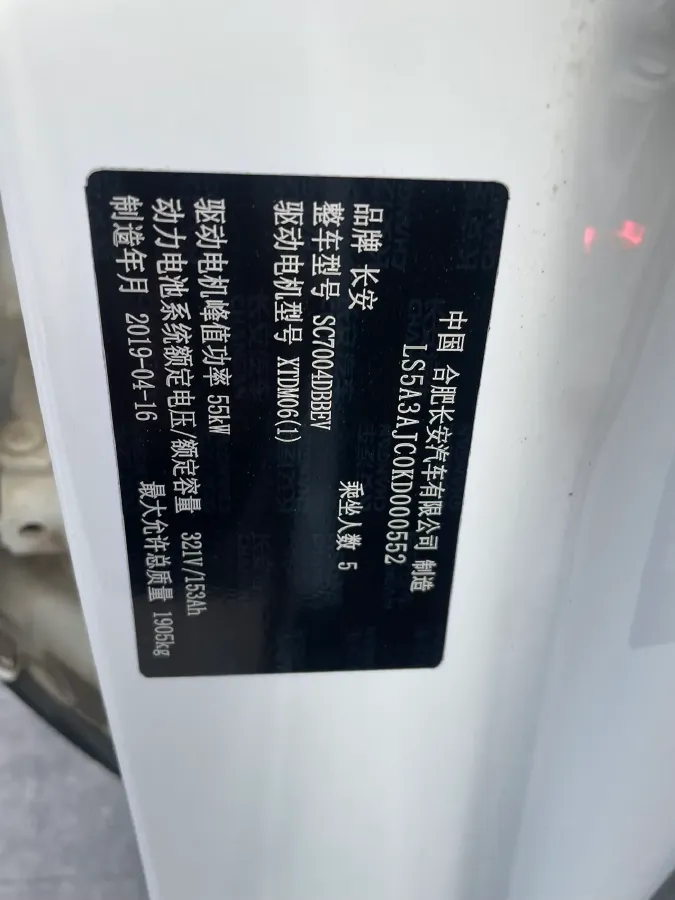 中国 合肥长安汽车有限公司 制造
LS5A3AJC0KD000552
品牌 长安
整车型号 SC7004DBBEV 乘坐人数 5
驱动电机型号 XTDM06(1)
驱动电机峰值功率 55kW
动力电池系统额定电压/额定容量 321V/153Ah
制造年月 2019-04-16 最大允许总质量 1905kg